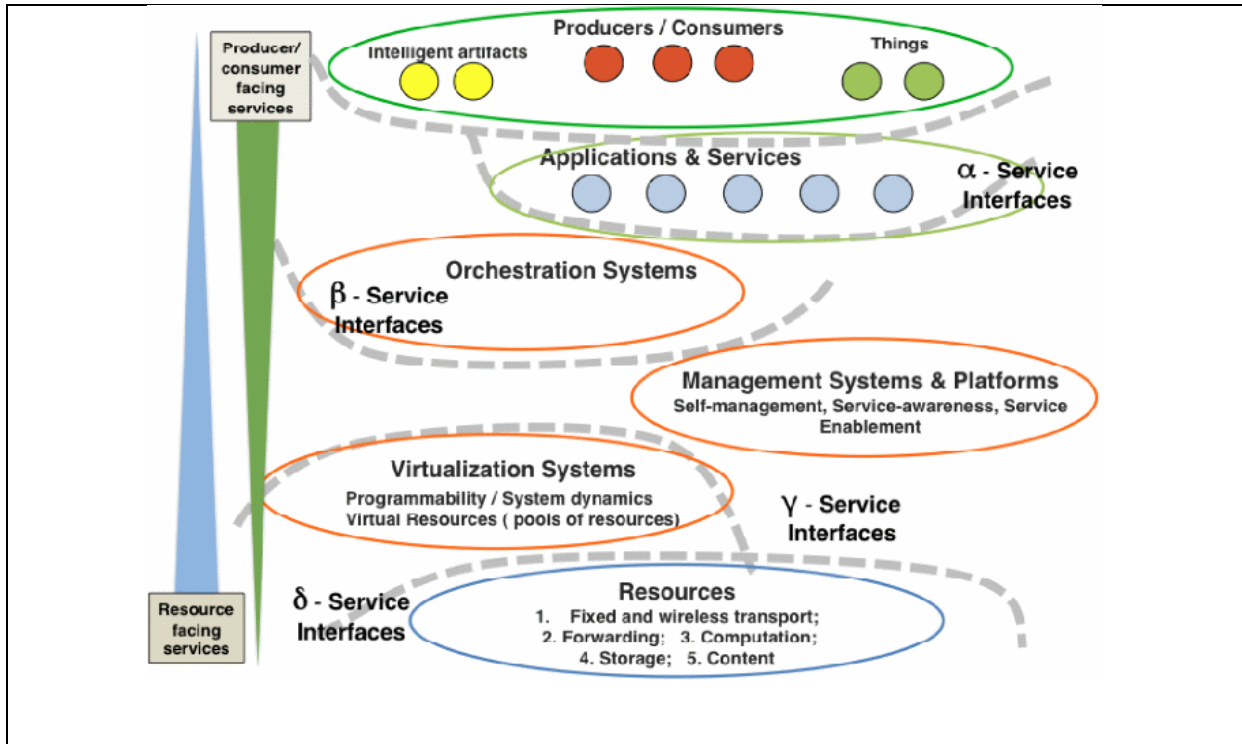 Producer/
consumer
facing
services
Producers / Consumers
Intelligent artifacts
Things
Applications & Services
α - Service
Interfaces
Orchestration Systems
β - Service
Interfaces
Management Systems & Platforms
Self-management, Service-awareness, Service
Enablement
Virtualization Systems
Programmability / System dynamics
Virtual Resources ( pools of resources)
γ - Service
Interfaces
δ - Service
Interfaces
Resources
1. Fixed and wireless transport;
2. Forwarding; 3. Computation;
4. Storage; 5. Content
Resource
facing
services